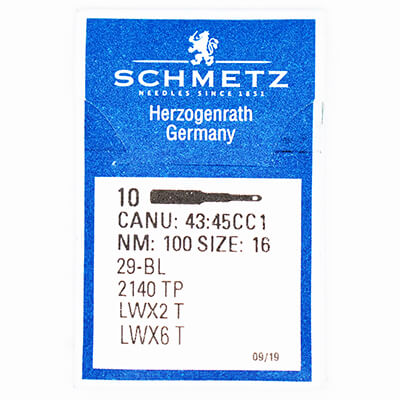 SCHMETZ
NEEDLES SINCE 1851
Herzogenrath
Germany
10
CANU: 43:45CC1
NM: 100 SIZE: 16
29-BL
2140 TP
LWX2 T
LWX6 T
09/19